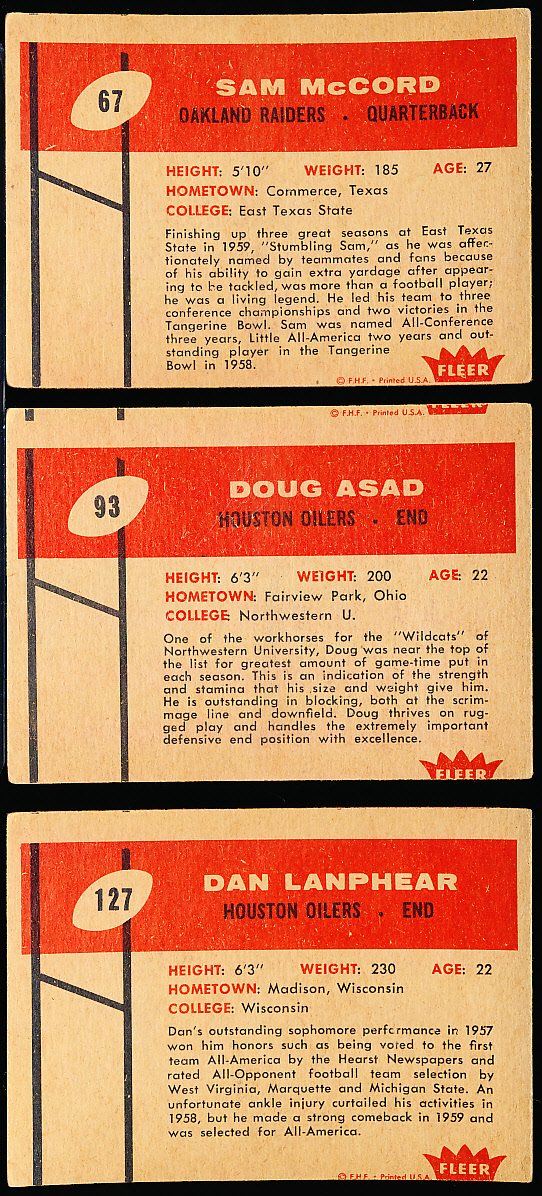 67
SAM McCORD
OAKLAND RAIDERS . QUARTERBACK
HEIGHT: 5'10" WEIGHT: 185 AGE: 27
HOMETOWN: Commerce, Texas
COLLEGE: East Texas State
Finishing up three great seasons at East Texas
State in 1959, "Stumbling Sam," as he was affec-
tionately named by teammates and fans because
of his ability to gain extra yardage after appear-
ing to be tackled, was more than a football player;
he was a living legend. He led his team to three
conference championships and two victories in the
Tangerine Bowl. Sam was named All-Conference
three years, Little All-America two years and out-
standing player in the Tangerine
Bowl in 1958.
FLEER
© F.H.F. • Printed U.S.A.
© F.H.F. • Printed U.S.A. FLEER
93
DOUG ASAD
HOUSTON OILERS . END
HEIGHT: 6'3" WEIGHT: 200 AGE: 22
HOMETOWN: Fairview Park, Ohio
COLLEGE: Northwestern U.
One of the workhorses for the "Wildcats" of
Northwestern University, Doug was near the top of
the list for greatest amount of game-time put in
each season. This is an indication of the strength
and stamina that his size and weight give him.
He is outstanding in blocking, both at the scrim-
mage line and downfield. Doug thrives on rug-
ged play and handles the extremely important
defensive end position with excellence.
FLEER
127
DAN LANPHEAR
HOUSTON OILERS . END
HEIGHT: 6'3" WEIGHT: 230 AGE: 22
HOMETOWN: Madison, Wisconsin
COLLEGE: Wisconsin
Dan's outstanding sophomore performance in 1957
won him honors such as being voted to the first
team All-America by the Hearst Newspapers and
rated All-Opponent football team selection by
West Virginia, Marquette and Michigan State. An
unfortunate ankle injury curtailed his activities in
1958, but he made a strong comeback in 1959 and
was selected for All-America.
FLEER
© F.H.F. • Printed U.S.A.